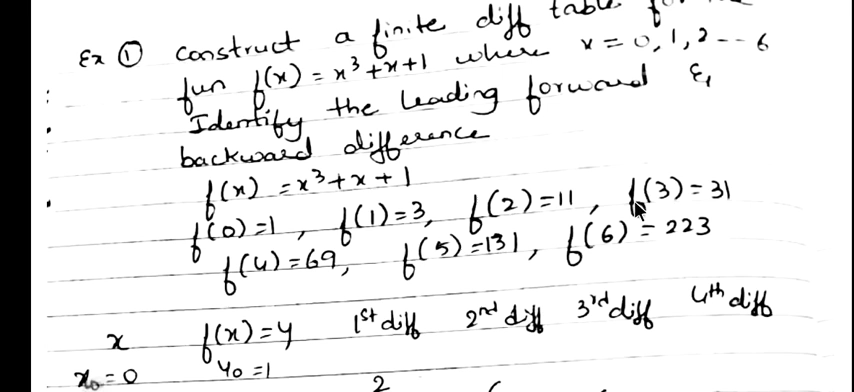 Ex ① Construct a finite diff table for the
fun f(x) = x³+x+1 where x = 0, 1, 2 -- 6
Identify the leading forward &
backward difference
f(x) = x³ + x + 1
f(0)=1, f(1)=3, f(2)=11, f(3)=31
f(4)=69, f(5)=131, f(6)=223
x f(x)=y 1st diff 2nd diff 3rd diff 4th diff
x₀=0 y₀=1
2